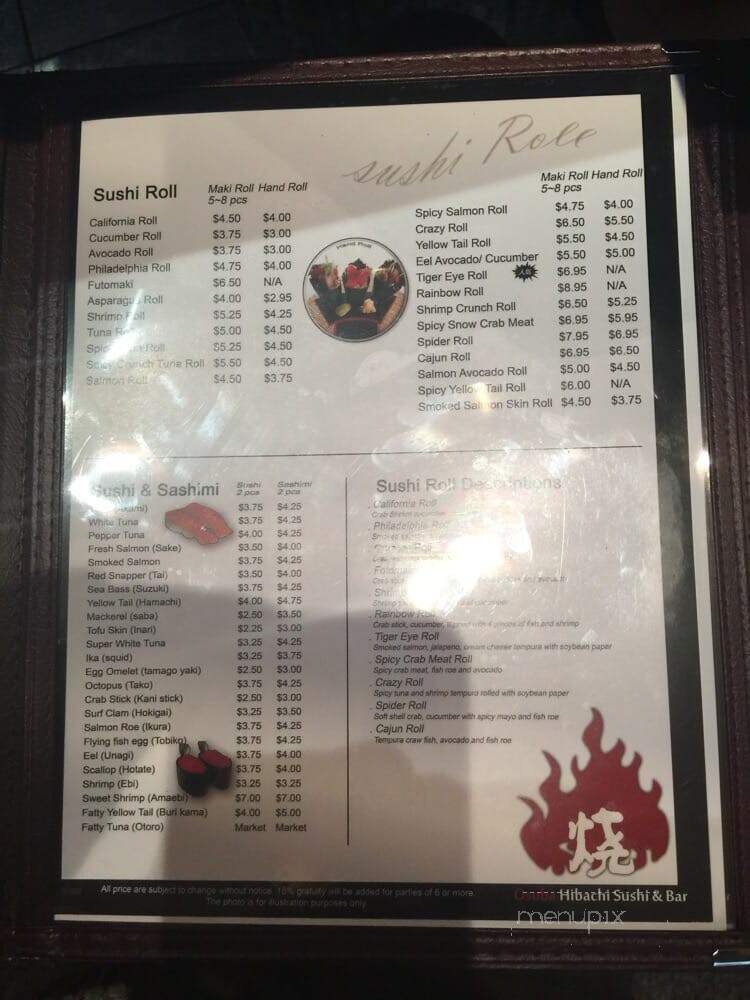 sushi Role
Sushi Roll
Maki Roll Hand Roll
5~8 pcs
California Roll $4.50 $4.00
Cucumber Roll $3.75 $3.00
Avocado Roll $3.75 $3.00
Philadelphia Roll $4.75 $4.00
Futomaki $6.50 N/A
Asparagus Roll $4.00 $2.95
Shrimp Roll $5.25 $4.25
Tuna Roll $5.00 $4.50
Roll $5.25 $4.50
Spicy Crunch Tuna Roll $5.50 $4.50
Salmon Roll $4.50 $3.75
Hand Roll
Maki Roll Hand Roll
5~8 pcs
Spicy Salmon Roll $4.75 $4.00
Crazy Roll $6.50 $5.50
Yellow Tail Roll $5.50 $4.50
Eel Avocado/ Cucumber $5.50 $5.00
Tiger Eye Roll $6.95 N/A
Rainbow Roll $8.95 N/A
Shrimp Crunch Roll $6.50 $5.25
Spicy Snow Crab Meat $6.95 $5.95
Spider Roll $7.95 $6.95
Cajun Roll $6.95 $6.50
Salmon Avocado Roll $5.00 $4.50
Spicy Yellow Tail Roll $6.00 N/A
Smoked Salmon Skin Roll $4.50 $3.75
Sushi & Sashimi
Sushi Sashimi
2 pcs 2 pcs
$3.75 $4.25
White Tuna $3.75 $4.25
Pepper Tuna $4.00 $4.25
Fresh Salmon (Sake) $3.50 $4.00
Smoked Salmon $3.75 $4.25
Red Snapper (Tai) $3.50 $4.00
Sea Bass (Suzuki) $3.75 $4.25
Yellow Tail (Hamachi) $4.00 $4.75
Mackerel (saba) $2.50 $3.50
Tofu Skin (Inari) $2.25 $3.00
Super White Tuna $3.25 $4.25
Ika (squid) $3.25 $3.75
Egg Omelet (tamago yaki) $2.50 $3.00
Octopus (Tako) $3.75 $4.25
Crab Stick (Kani stick) $2.50 $3.00
Surf Clam (Hokigai) $3.25 $3.50
Salmon Roe (Ikura) $3.75 $4.25
Flying fish egg (Tobiko) $3.75 $4.25
Eel (Unagi) $3.75 $4.00
Scallop (Hotate) $3.75 $4.00
Shrimp (Ebi) $3.25 $3.25
Sweet Shrimp (Amaebi) $7.00 $7.00
Fatty Yellow Tail (Buri kama) $4.00 $5.00
Fatty Tuna (Otoro) Market Market
Sushi Roll Descriptions
. California Roll
. Philadelphia Roll
. Rainbow Roll
Crab stick, cucumber, topped with 4 pieces of fish and shrimp
. Tiger Eye Roll
Smoked salmon, jalapeno, cream cheese tempura with soybean paper
. Spicy Crab Meat Roll
Spicy crab meat, fish roe and avocado
. Crazy Roll
Spicy tuna and shrimp tempura rolled with soybean paper
. Spider Roll
Soft shell crab, cucumber with spicy mayo and fish roe
. Cajun Roll
Tempura craw fish, avocado and fish roe
烧
All price are subject to change without notice. 15% gratuity will be added for parties of 6 or more.
The photo is for illustration purposes only
Osaka Hibachi Sushi & Bar
menupix